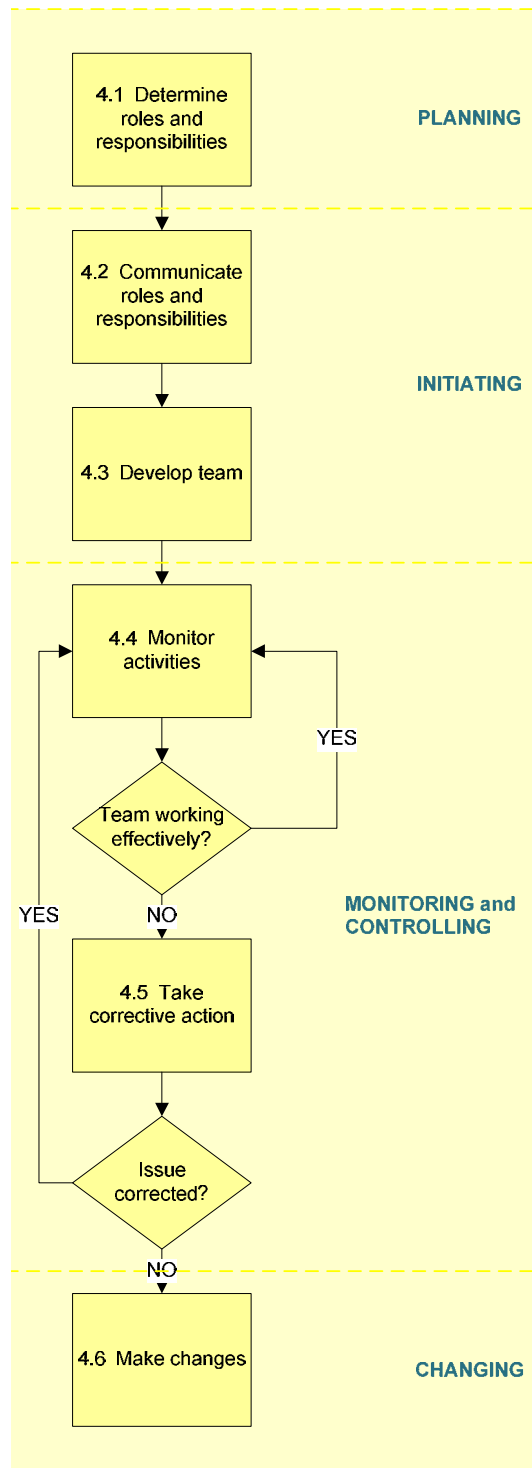 4.1 Determine
roles and
responsibilities
PLANNING
4.2 Communicate
roles and
responsibilities
INITIATING
4.3 Develop team
4.4 Monitor
activities
YES
Team working
effectively?
NO
YES
MONITORING and
CONTROLLING
4.5 Take
corrective action
Issue
corrected?
NO
4.6 Make changes
CHANGING